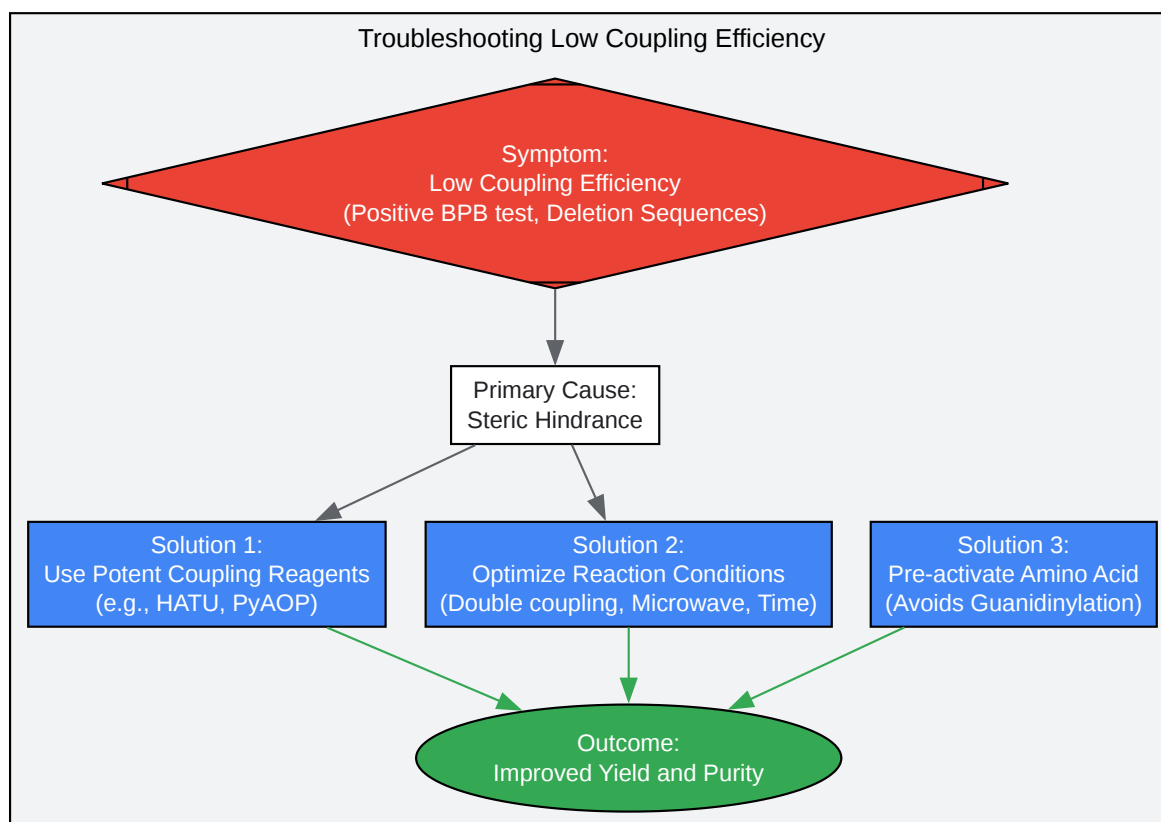 Troubleshooting Low Coupling Efficiency
Symptom:
Low Coupling Efficiency
(Positive BPB test, Deletion Sequences)
Primary Cause:
Steric Hindrance
Solution 1:
Use Potent Coupling Reagents
(e.g., HATU, PyAOP)
Solution 2:
Optimize Reaction Conditions
(Double coupling, Microwave, Time)
Solution 3:
Pre-activate Amino Acid
(Avoids Guanidinylation)
Outcome:
Improved Yield and Purity